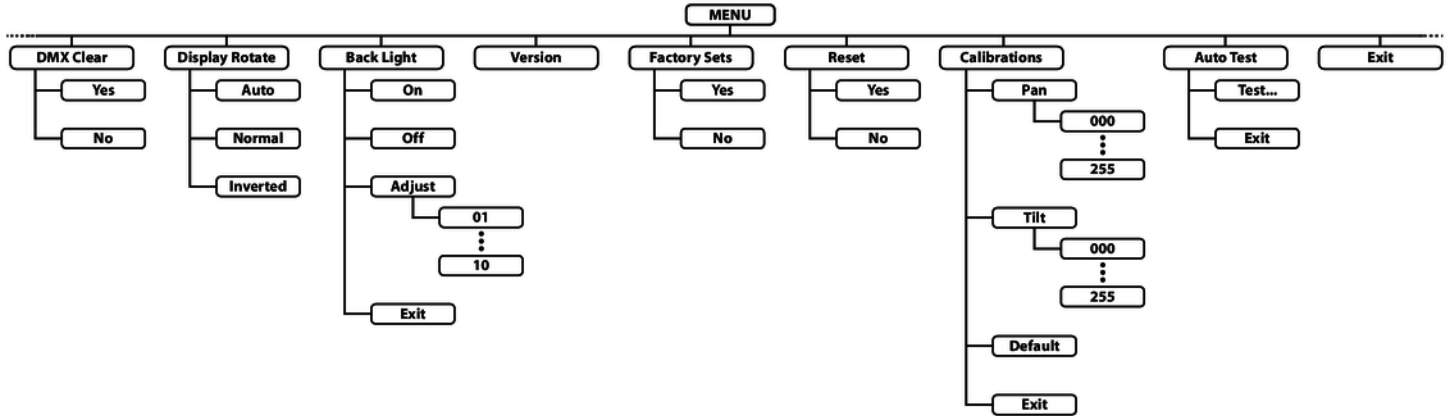 MENU
DMX Clear
Yes
No
Display Rotate
Auto
Normal
Inverted
Back Light
On
Off
Adjust
01
10
Exit
Version
Factory Sets
Yes
No
Reset
Yes
No
Calibrations
Pan
000
255
Tilt
000
255
Default
Exit
Auto Test
Test...
Exit
Exit